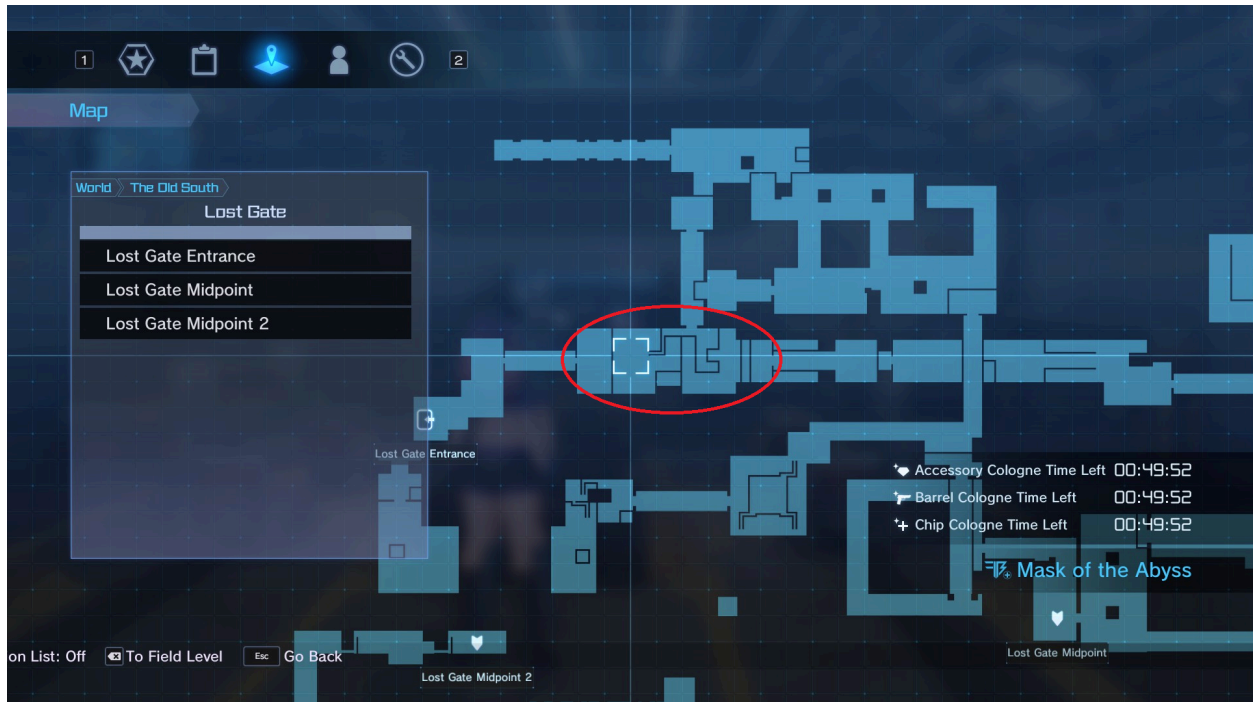 1
2
Map
World
The Old South
Lost Gate
Lost Gate Entrance
Lost Gate Midpoint
Lost Gate Midpoint 2
Lost Gate Entrance
Accessory Cologne Time Left 00:49:52
Barrel Cologne Time Left 00:49:52
Chip Cologne Time Left 00:49:52
Mask of the Abyss
Lost Gate Midpoint
on List: Off To Field Level Esc Go Back
Lost Gate Midpoint 2